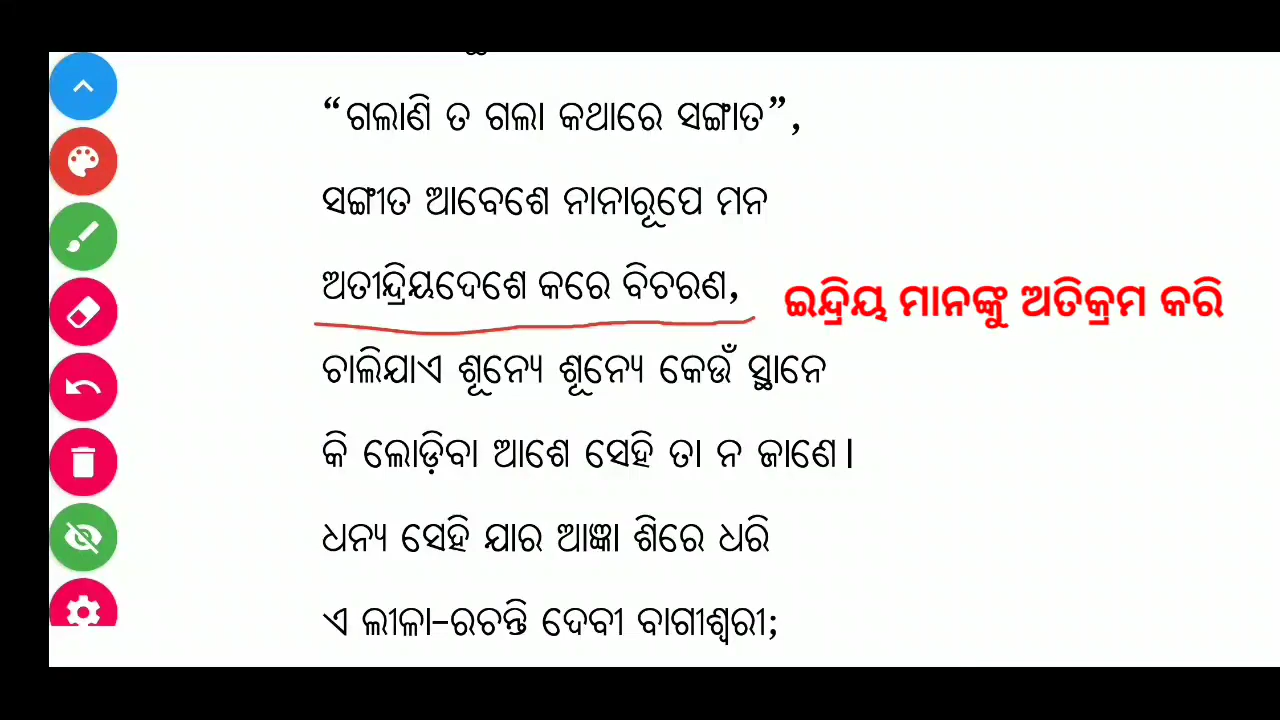 “ଗଲାଣି ତ ଗଲା କଥାରେ ସଙ୍ଗାତ”,
ସଙ୍ଗୀତ ଆବେଶେ ନାନାରୂପେ ମନ
ଅତୀନ୍ଦ୍ରିୟଦେଶେ କରେ ବିଚରଣ,
ଇନ୍ଦ୍ରିୟ ମାନଙ୍କୁ ଅତିକ୍ରମ କରି
ଚାଲିଯାଏ ଶୂନ୍ୟେ ଶୂନ୍ୟେ କେଉଁ ସ୍ଥାନେ
କି ଲୋଡ଼ିବା ଆଶେ ସେହି ତା ନ ଜାଣେ।
ଧନ୍ୟ ସେହି ଯାର ଆଜ୍ଞା ଶିରେ ଧରି
ଏ ଲୀଳା-ରଚନ୍ତି ଦେବୀ ବାଗୀଶ୍ୱରୀ;